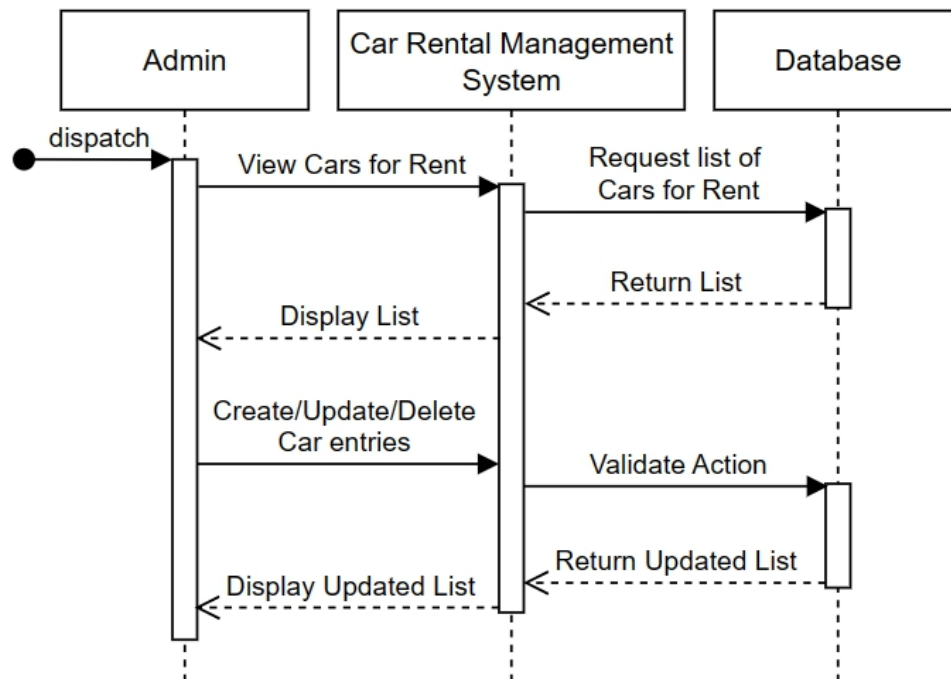 Admin
Car Rental Management
System
Database
dispatch
View Cars for Rent
Request list of
Cars for Rent
Return List
Display List
Create/Update/Delete
Car entries
Validate Action
Return Updated List
Display Updated List